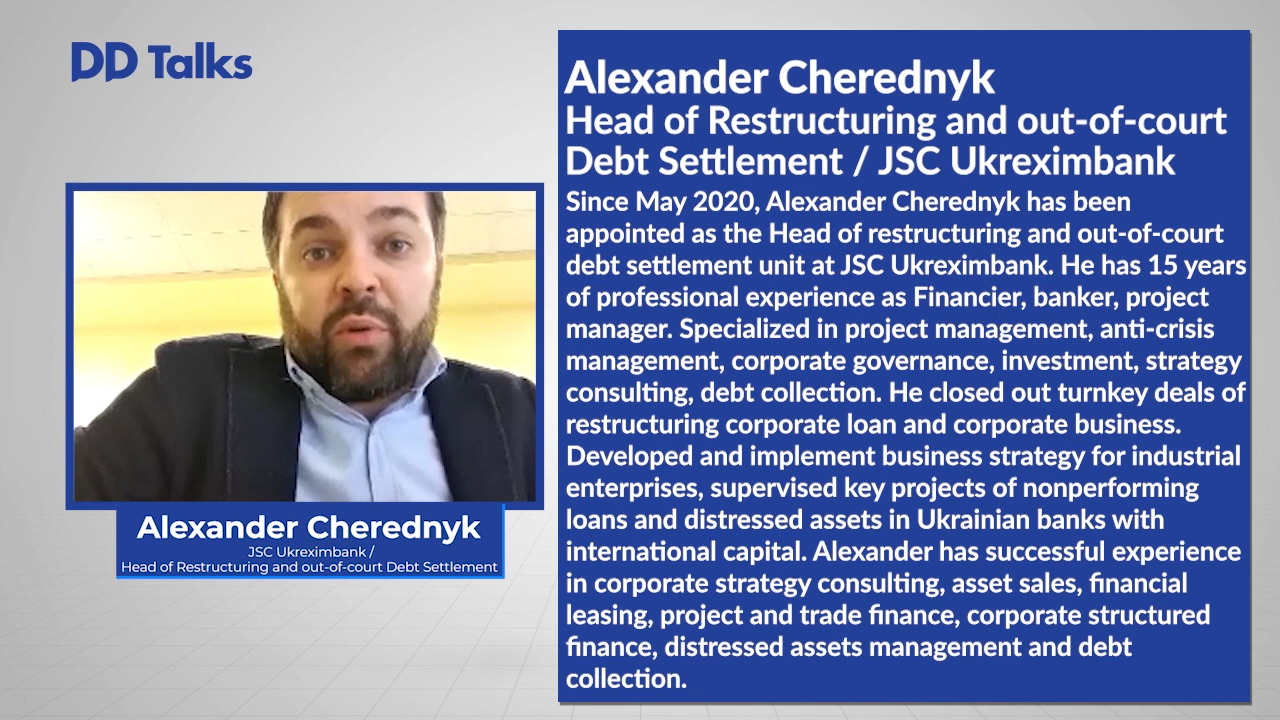 DD Talks
Alexander Cherednyk
JSC Ukreximbank /
Head of Restructuring and out-of-court Debt Settlement
Alexander Cherednyk
Head of Restructuring and out-of-court
Debt Settlement / JSC Ukreximbank
Since May 2020, Alexander Cherednyk has been
appointed as the Head of restructuring and out-of-court
debt settlement unit at JSC Ukreximbank. He has 15 years
of professional experience as Financier, banker, project
manager. Specialized in project management, anti-crisis
management, corporate governance, investment, strategy
consulting, debt collection. He closed out turnkey deals of
restructuring corporate loan and corporate business.
Developed and implement business strategy for industrial
enterprises, supervised key projects of nonperforming
loans and distressed assets in Ukrainian banks with
international capital. Alexander has successful experience
in corporate strategy consulting, asset sales, financial
leasing, project and trade finance, corporate structured
finance, distressed assets management and debt
collection.